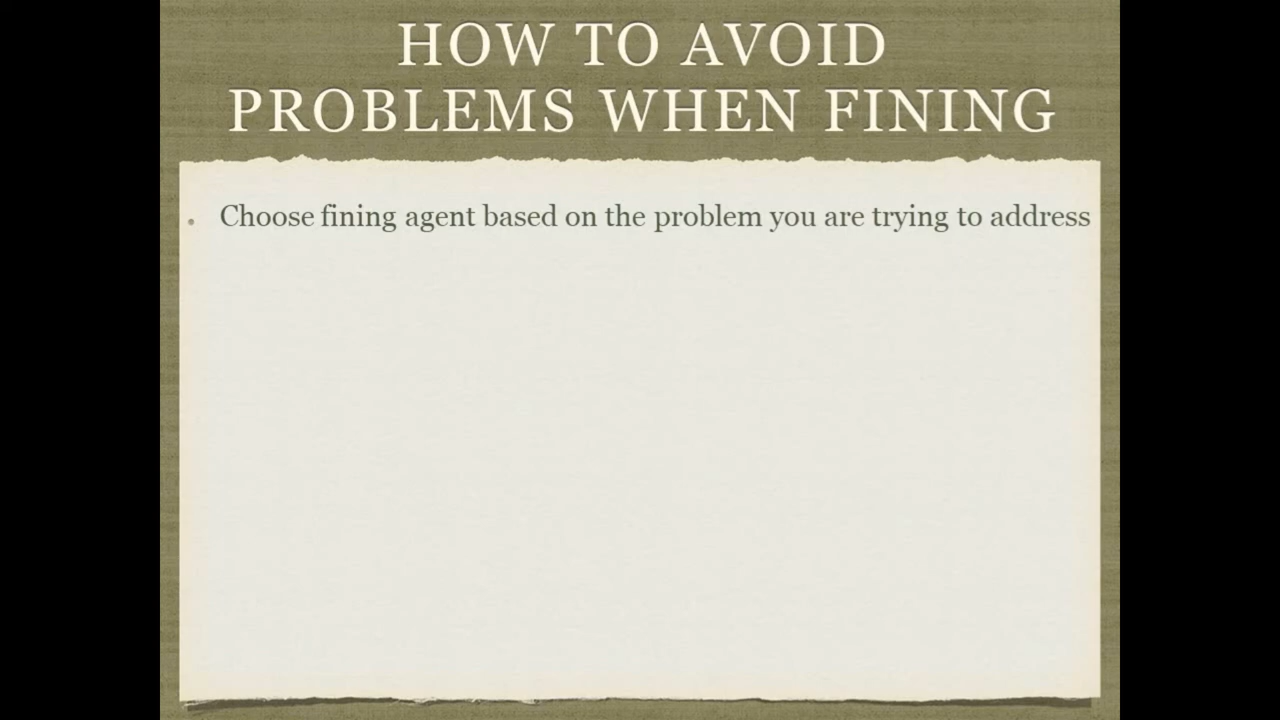 HOW TO AVOID
PROBLEMS WHEN FINING
• Choose fining agent based on the problem you are trying to address